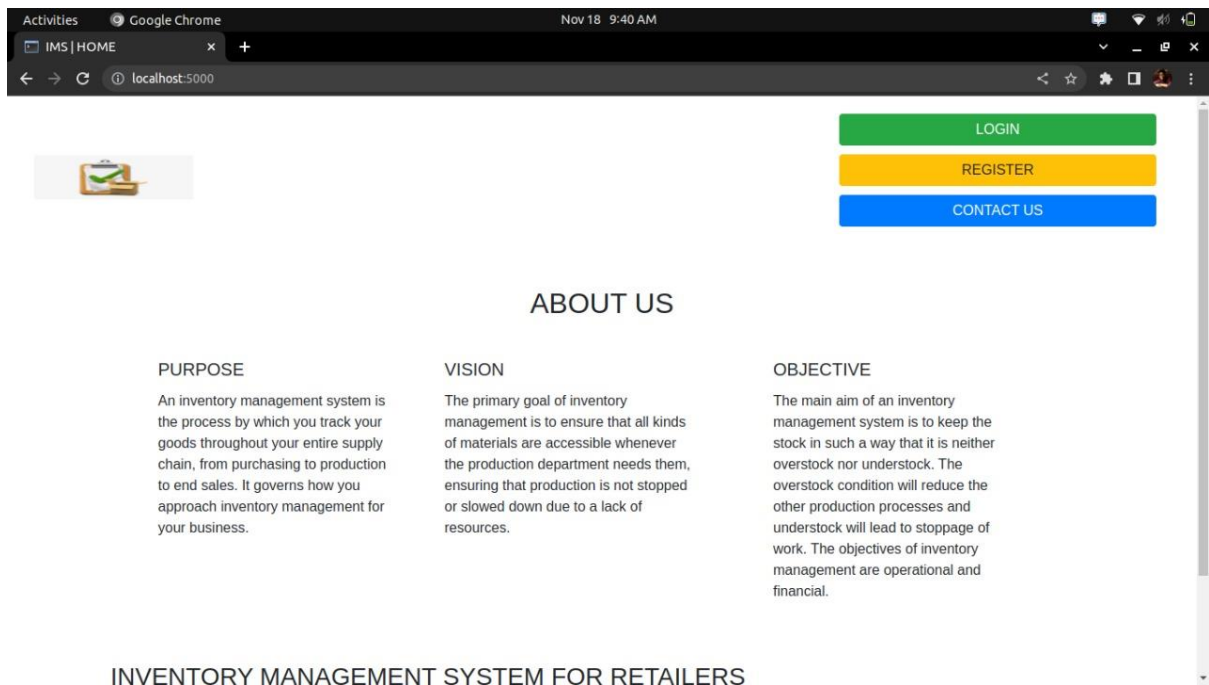 Activities Google Chrome Nov 18 9:40 AM
IMS | HOME
localhost:5000
LOGIN
REGISTER
CONTACT US
ABOUT US
PURPOSE
An inventory management system is
the process by which you track your
goods throughout your entire supply
chain, from purchasing to production
to end sales. It governs how you
approach inventory management for
your business.
VISION
The primary goal of inventory
management is to ensure that all kinds
of materials are accessible whenever
the production department needs them,
ensuring that production is not stopped
or slowed down due to a lack of
resources.
OBJECTIVE
The main aim of an inventory
management system is to keep the
stock in such a way that it is neither
overstock nor understock. The
overstock condition will reduce the
other production processes and
understock will lead to stoppage of
work. The objectives of inventory
management are operational and
financial.
INVENTORY MANAGEMENT SYSTEM FOR RETAILERS